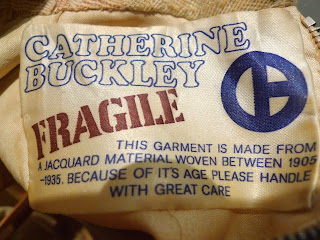 CATHERINE
BUCKLEY
FRAGILE
THIS GARMENT IS MADE FROM
A JACQUARD MATERIAL WOVEN BETWEEN 1905
-1935. BECAUSE OF IT'S AGE PLEASE HANDLE
WITH GREAT CARE